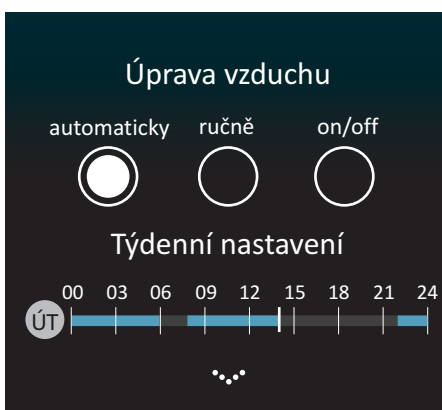 Úprava vzduchu
automaticky ručně on/off
Týdenní nastavení
00 03 06 09 12 15 18 21 24
ÚT